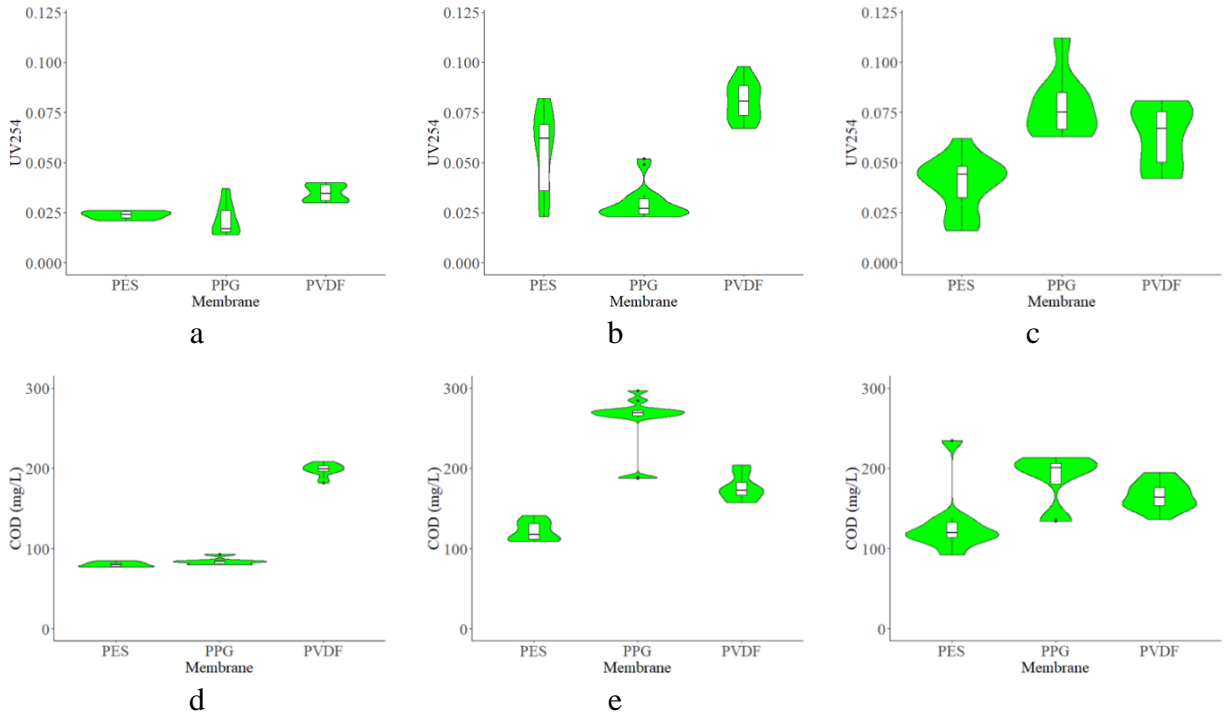 0.125
0.100
0.075
0.050
0.025
0.000
UV254
PES PPG PVDF
Membrane
a
0.125
0.100
0.075
0.050
0.025
0.000
UV254
PES PPG PVDF
Membrane
b
0.125
0.100
0.075
0.050
0.025
0.000
UV254
PES PPG PVDF
Membrane
c
300
200
100
0
COD (mg/L)
PES PPG PVDF
Membrane
d
300
200
100
0
COD (mg/L)
PES PPG PVDF
Membrane
e
300
200
100
0
COD (mg/L)
PES PPG PVDF
Membrane